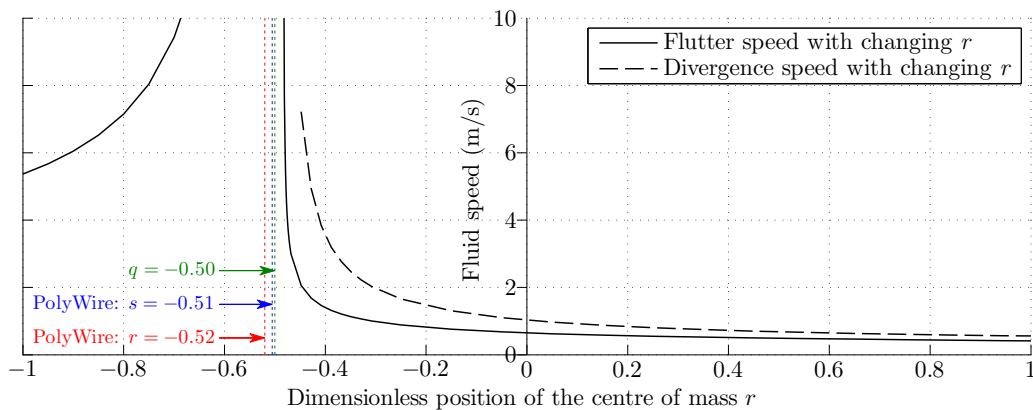 10
8
6
4
2
0
Fluid speed (m/s)
Flutter speed with changing r
Divergence speed with changing r
q = −0.50
PolyWire: s = −0.51
PolyWire: r = −0.52
−1 −0.8 −0.6 −0.4 −0.2 0 0.2 0.4 0.6 0.8 1
Dimensionless position of the centre of mass r